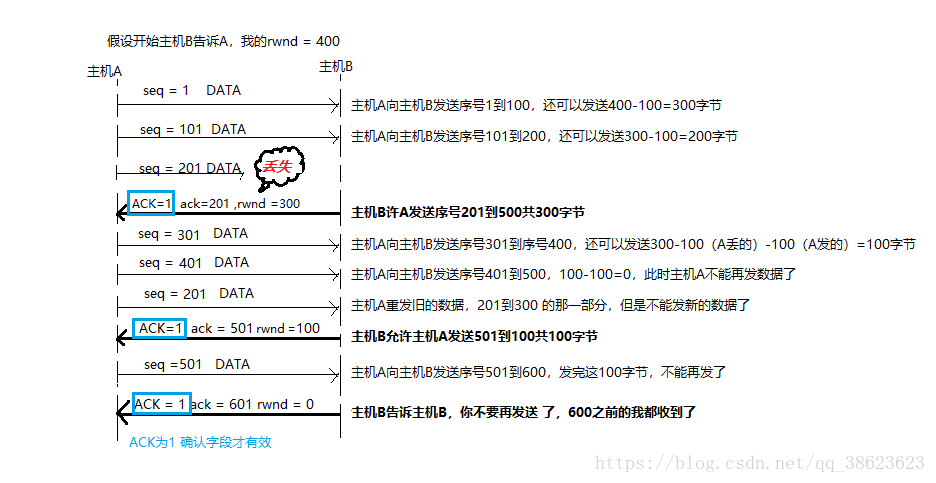 假设开始主机B告诉A，我的rwnd = 400
主机A
主机B
seq = 1 DATA
主机A向主机B发送序号1到100，还可以发送400-100=300字节
seq = 101 DATA
主机A向主机B发送序号101到200，还可以发送300-100=200字节
seq = 201 DATA
丢失
ACK=1 ack=201 ,rwnd =300
主机B许A发送序号201到500共300字节
seq = 301 DATA
主机A向主机B发送序号301到序号400，还可以发送300-100（A丢的）-100（A发的）=100字节
seq = 401 DATA
主机A向主机B发送序号401到500，100-100=0，此时主机A不能再发数据了
seq = 201 DATA
主机A重发旧的数据，201到300 的那一部分，但是不能发新的数据了
ACK=1 ack = 501 rwnd =100
主机B允许主机A发送501到100共100字节
seq =501 DATA
主机A向主机B发送序号501到600，发完这100字节，不能再发了
ACK = 1 ack = 601 rwnd = 0
主机B告诉主机B，你不要再发送 了，600之前的我都收到了
ACK为1 确认字段才有效
https://blog.csdn.net/qq_38623623